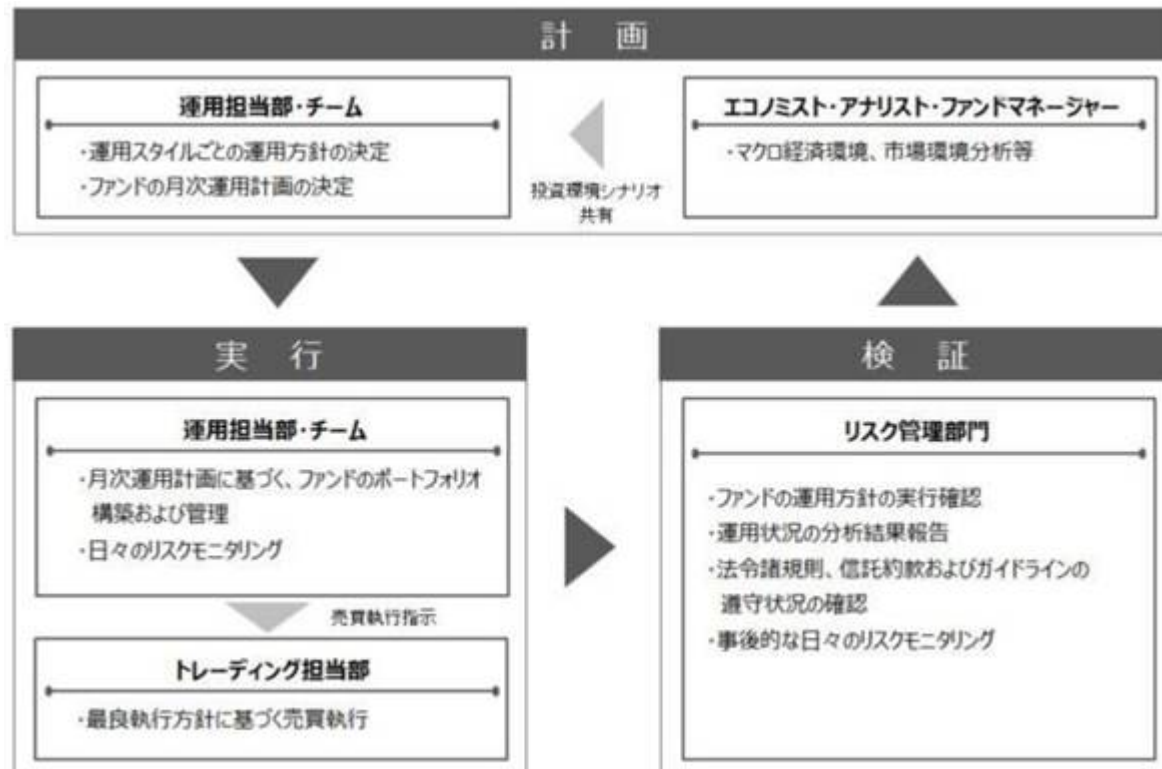 計 画
運用担当部・チーム
・運用スタイルごとの運用方針の決定
・ファンドの月次運用計画の決定
投資環境シナリオ
共有
エコノミスト・アナリスト・ファンドマネージャー
・マクロ経済環境、市場環境分析等
実 行
運用担当部・チーム
・月次運用計画に基づく、ファンドのポートフォリオ
構築および管理
・日々のリスクモニタリング
売買執行指示
トレーディング担当部
・最良執行方針に基づく売買執行
検 証
リスク管理部門
・ファンドの運用方針の実行確認
・運用状況の分析結果報告
・法令諸規則、信託約款およびガイドラインの
遵守状況の確認
・事後的な日々のリスクモニタリング